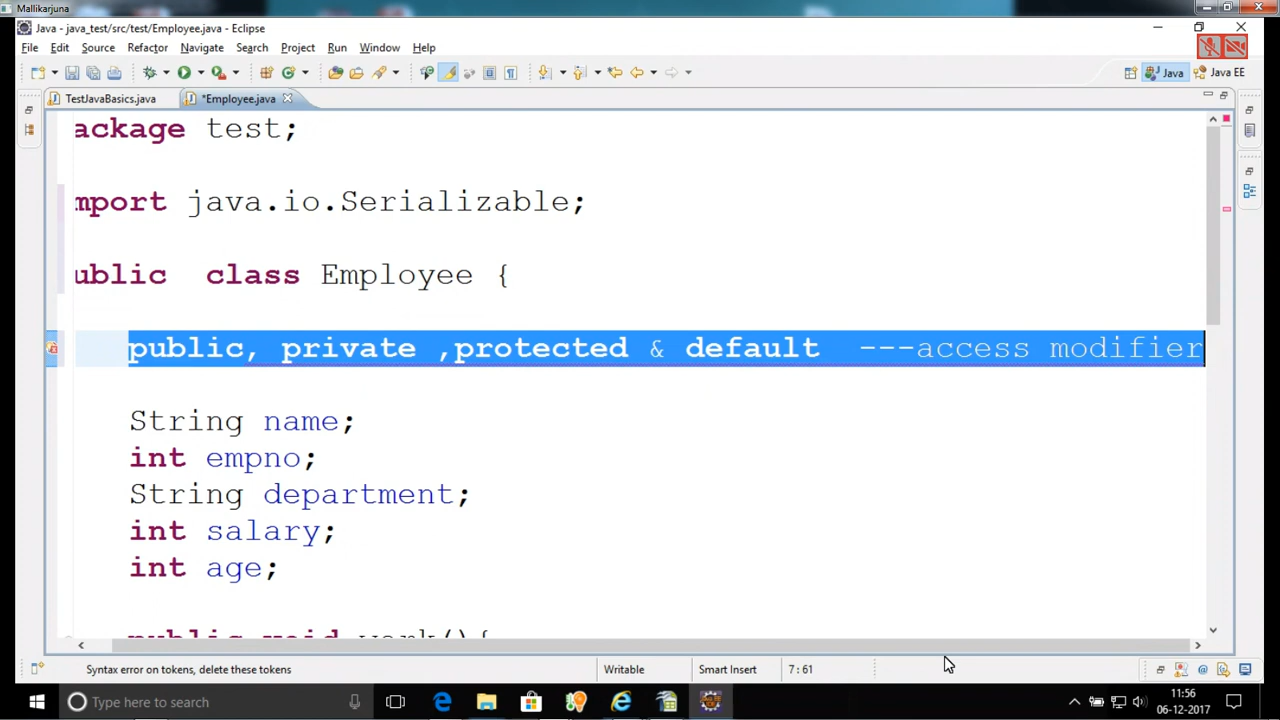 Mallikarjuna
Java - java_test/src/test/Employee.java - Eclipse
File Edit Source Refactor Navigate Search Project Run Window Help
Java Java EE
TestJavaBasics.java *Employee.java
ackage test;
mport java.io.Serializable;
ublic class Employee {
public, private ,protected & default ---access modifier
String name;
int empno;
String department;
int salary;
int age;
public void work(){
Syntax error on tokens, delete these tokens Writable Smart Insert 7 : 61
Type here to search 11:56
06-12-2017